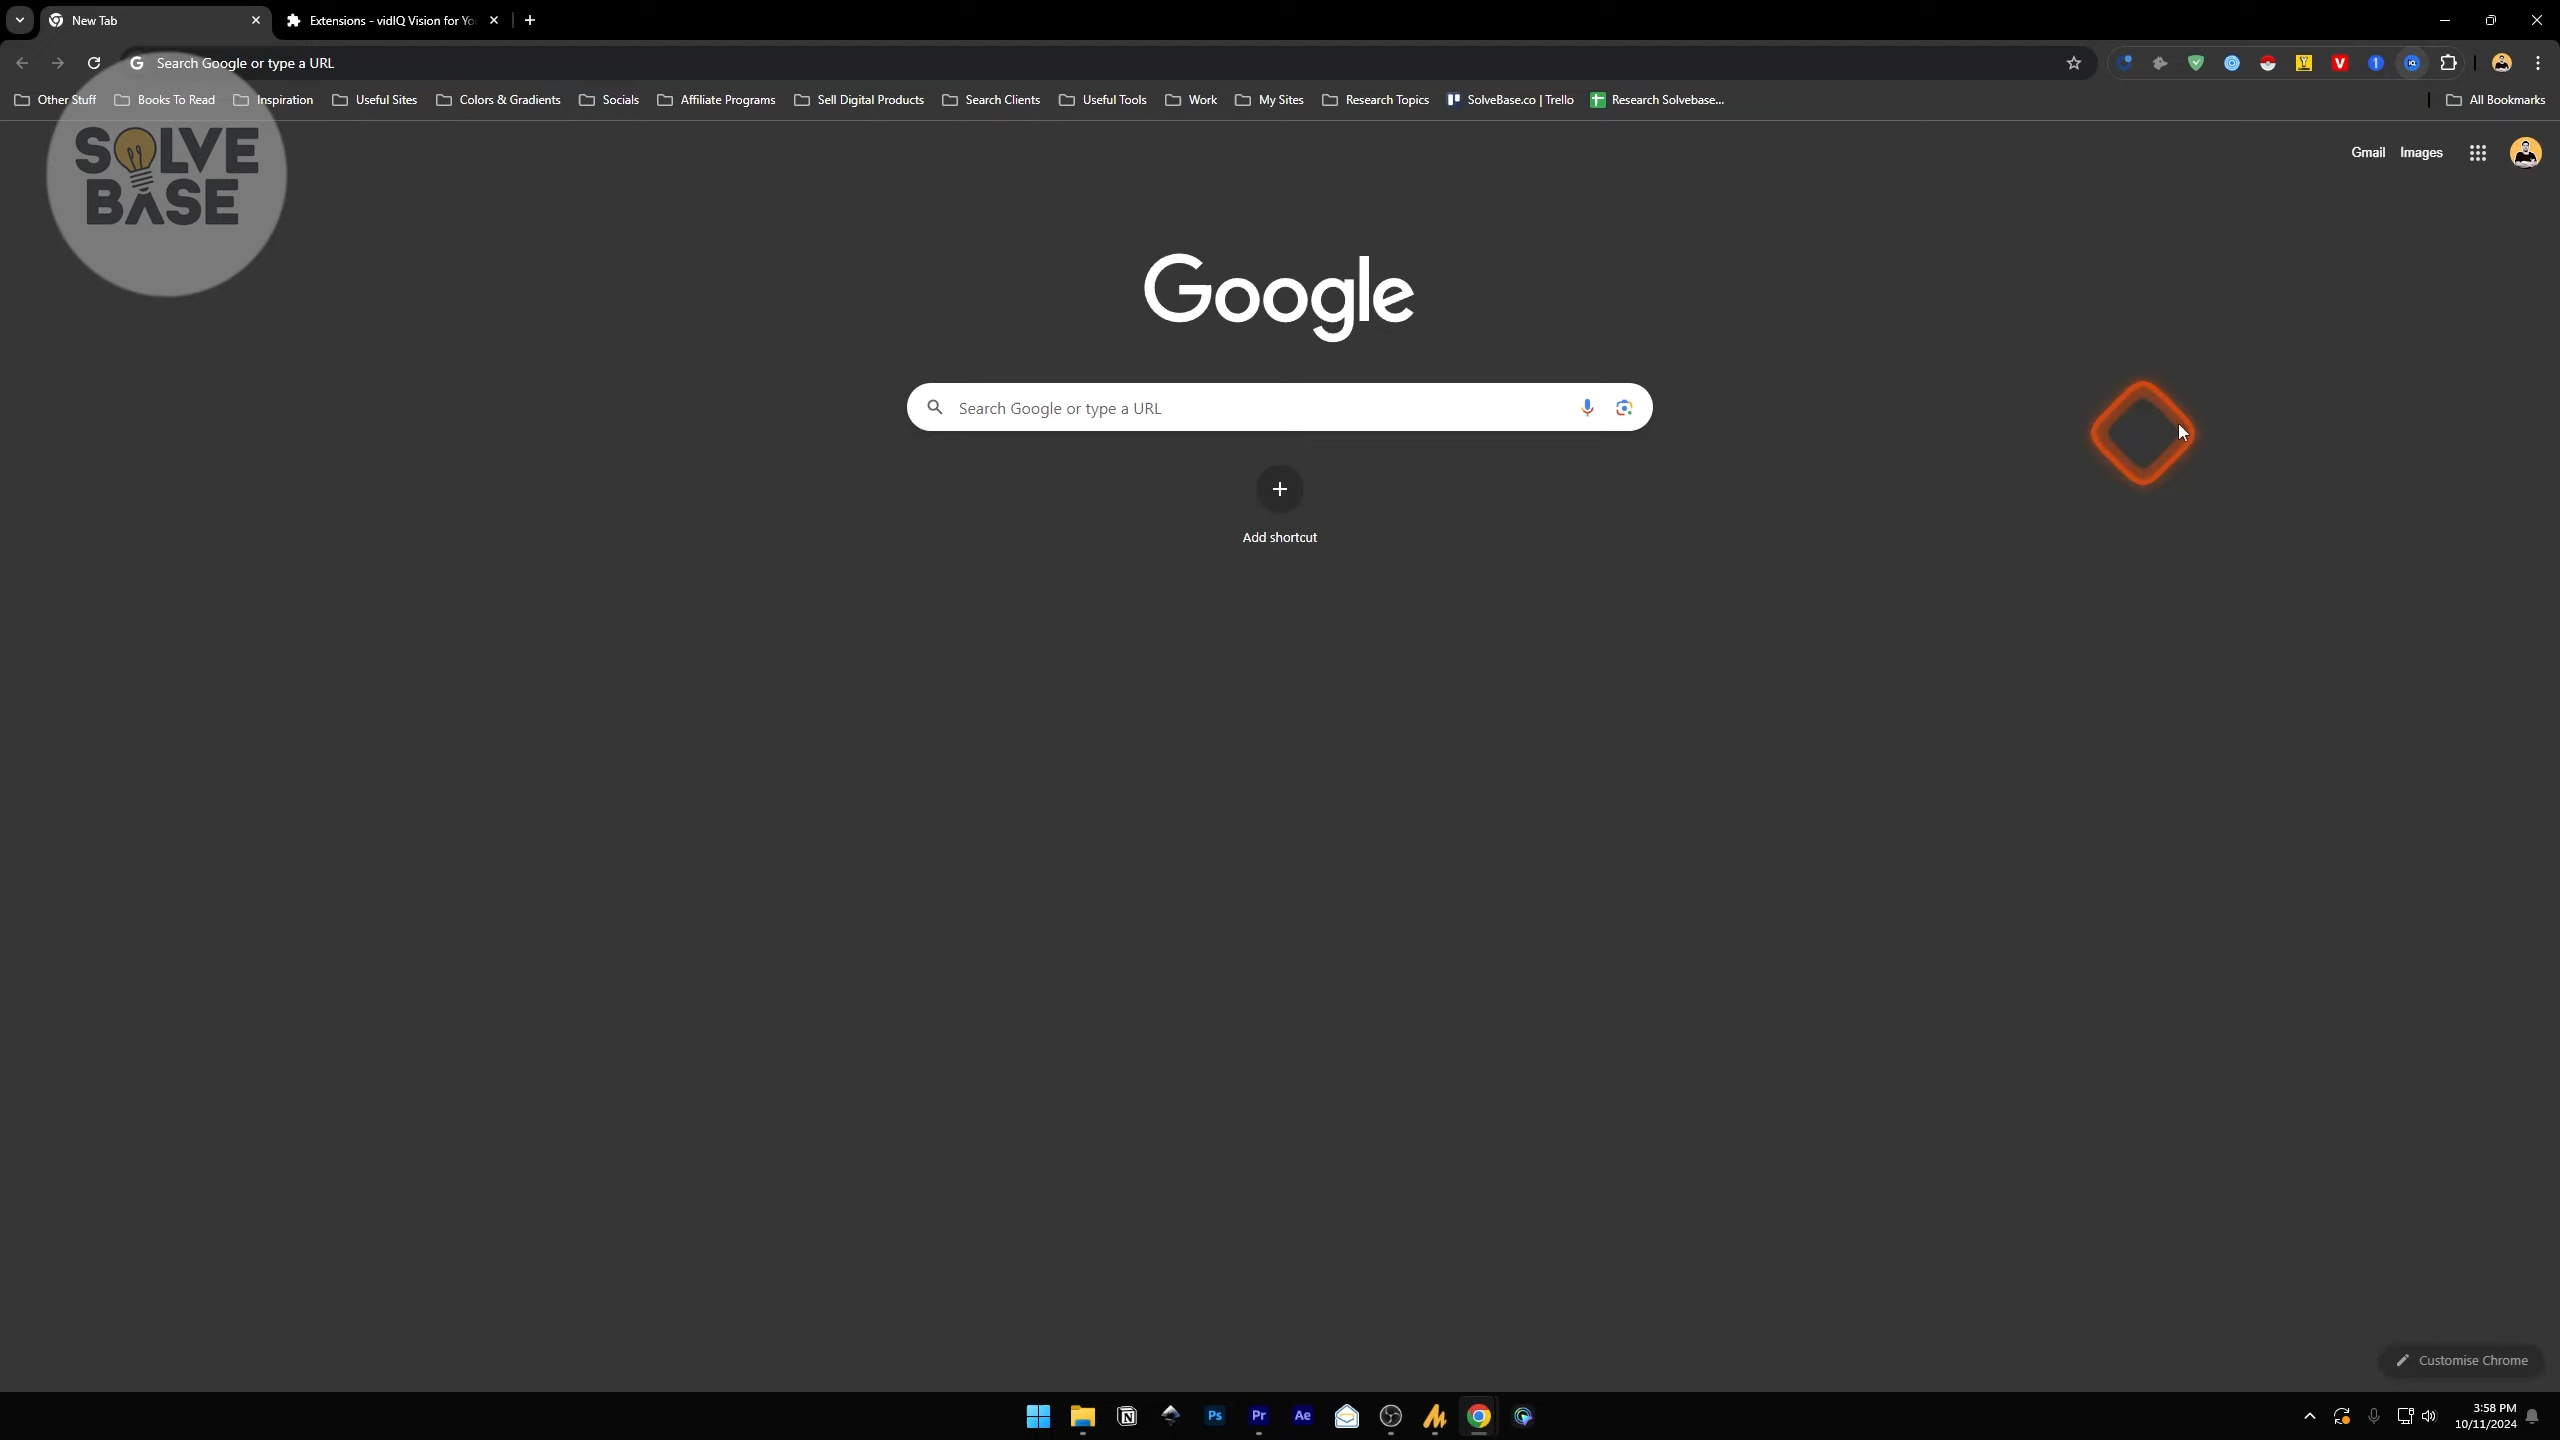 New Tab
Extensions - vidIQ Vision for Yo
Search Google or type a URL
Other Stuff
Books To Read
Inspiration
Useful Sites
Colors & Gradients
Socials
Affiliate Programs
Sell Digital Products
Search Clients
Useful Tools
Work
My Sites
Research Topics
SolveBase.co | Trello
Research Solvebase...
All Bookmarks
SOLVE
BASE
Gmail
Images
Google
Search Google or type a URL
Add shortcut
Customise Chrome
Ps
Pr
Ae
3:58 PM
10/11/2024